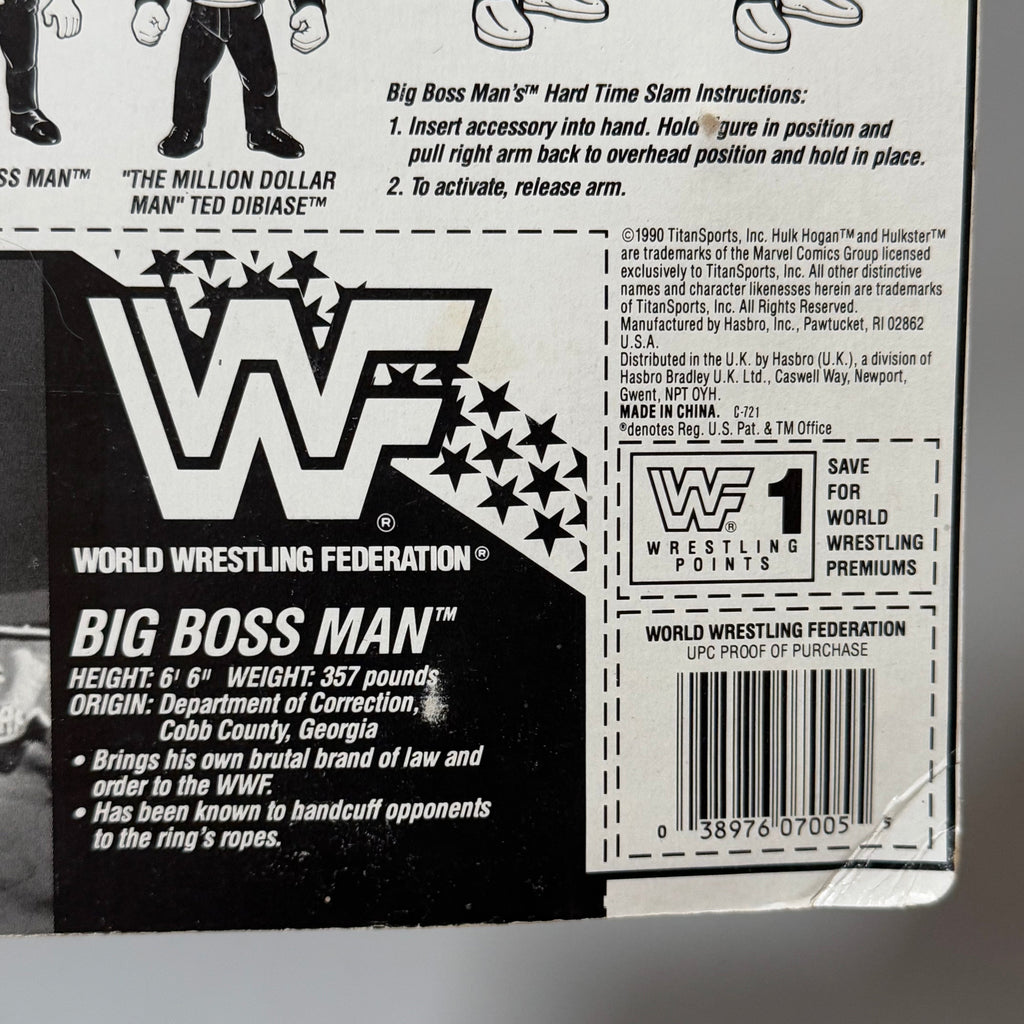 SS MAN™
"THE MILLION DOLLAR
MAN" TED DIBIASE™
Big Boss Man's™ Hard Time Slam Instructions:
1. Insert accessory into hand. Hold gure in position and
pull right arm back to overhead position and hold in place.
2. To activate, release arm.
©1990 TitanSports, Inc. Hulk Hogan™ and Hulkster™
are trademarks of the Marvel Comics Group licensed
exclusively to TitanSports, Inc. All other distinctive
names and character likenesses herein are trademarks
of TitanSports, Inc. All Rights Reserved.
Manufactured by Hasbro, Inc., Pawtucket, RI 02862
U.S.A.
Distributed in the U.K. by Hasbro (U.K.), a division of
Hasbro Bradley U.K. Ltd., Caswell Way, Newport,
Gwent, NPT OYH.
MADE IN CHINA. C-721
®denotes Reg. U.S. Pat. & TM Office
WF ®
WORLD WRESTLING FEDERATION®
BIG BOSS MAN™
HEIGHT: 6' 6" WEIGHT: 357 pounds
ORIGIN: Department of Correction,
Cobb County, Georgia
• Brings his own brutal brand of law and
order to the WWF.
• Has been known to handcuff opponents
to the ring's ropes.
WF® 1
WRESTLING
POINTS
SAVE
FOR
WORLD
WRESTLING
PREMIUMS
WORLD WRESTLING FEDERATION
UPC PROOF OF PURCHASE
0 38976 07005 5